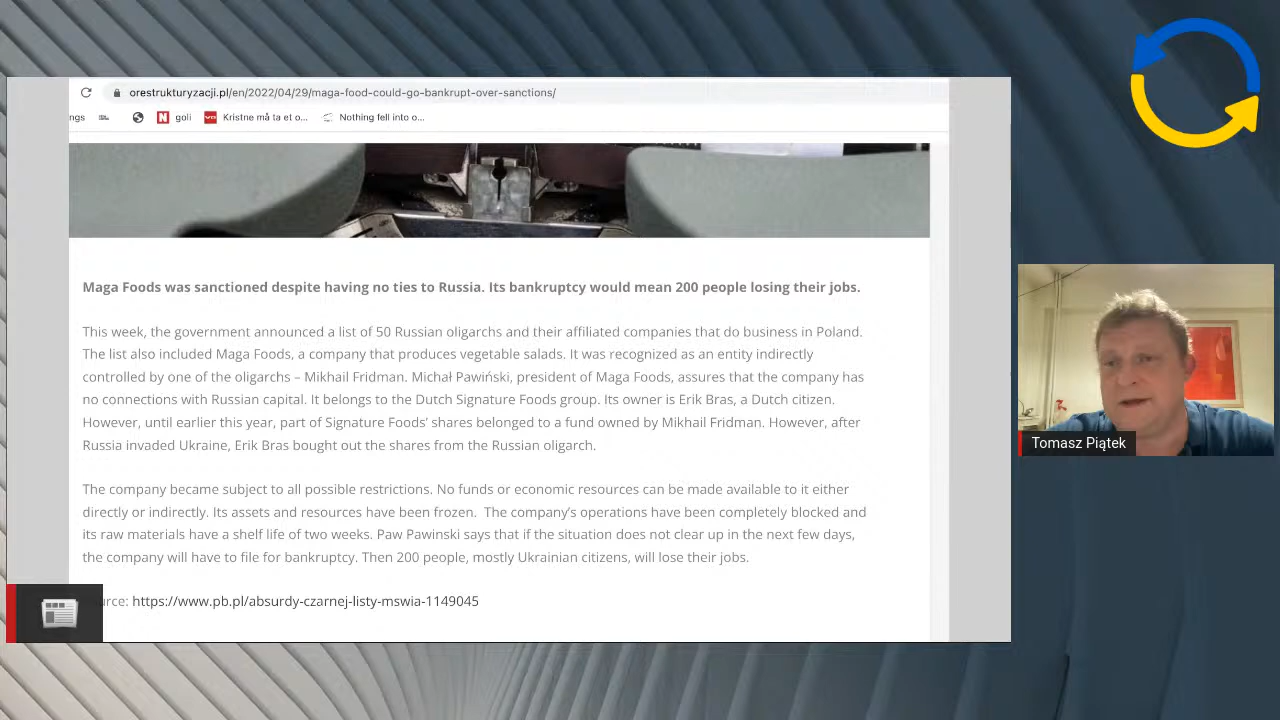 orestrukturyzacji.pl/en/2022/04/29/maga-food-could-go-bankrupt-over-sanctions/
ngs goli Kristne må ta et o... Nothing fell into o...
Maga Foods was sanctioned despite having no ties to Russia. Its bankruptcy would mean 200 people losing their jobs.
This week, the government announced a list of 50 Russian oligarchs and their affiliated companies that do business in Poland.
The list also included Maga Foods, a company that produces vegetable salads. It was recognized as an entity indirectly
controlled by one of the oligarchs – Mikhail Fridman. Michał Pawiński, president of Maga Foods, assures that the company has
no connections with Russian capital. It belongs to the Dutch Signature Foods group. Its owner is Erik Bras, a Dutch citizen.
However, until earlier this year, part of Signature Foods’ shares belonged to a fund owned by Mikhail Fridman. However, after
Russia invaded Ukraine, Erik Bras bought out the shares from the Russian oligarch.
The company became subject to all possible restrictions. No funds or economic resources can be made available to it either
directly or indirectly. Its assets and resources have been frozen.  The company’s operations have been completely blocked and
its raw materials have a shelf life of two weeks. Paw Pawinski says that if the situation does not clear up in the next few days,
the company will have to file for bankruptcy. Then 200 people, mostly Ukrainian citizens, will lose their jobs.
urce: https://www.pb.pl/absurdy-czarnej-listy-mswia-1149045
Tomasz Piątek